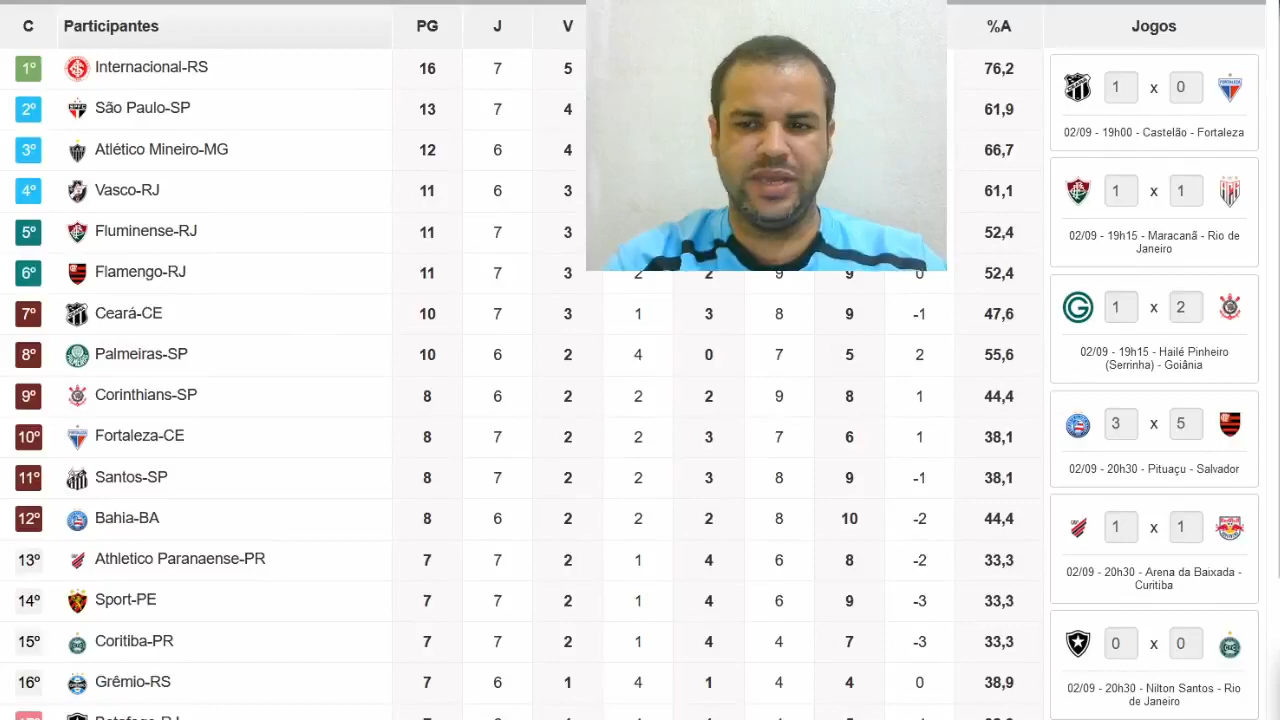 C Participantes PG J V %A Jogos
1º Internacional-RS 16 7 5 76,2
2º São Paulo-SP 13 7 4 61,9
3º Atlético Mineiro-MG 12 6 4 66,7
4º Vasco-RJ 11 6 3 61,1
5º Fluminense-RJ 11 7 3 52,4
6º Flamengo-RJ 11 7 3 2 2 9 9 0 52,4
7º Ceará-CE 10 7 3 1 3 8 9 -1 47,6
8º Palmeiras-SP 10 6 2 4 0 7 5 2 55,6
9º Corinthians-SP 8 6 2 2 2 9 8 1 44,4
10º Fortaleza-CE 8 7 2 2 3 7 6 1 38,1
11º Santos-SP 8 7 2 2 3 8 9 -1 38,1
12º Bahia-BA 8 6 2 2 2 8 10 -2 44,4
13º Athletico Paranaense-PR 7 7 2 1 4 6 8 -2 33,3
14º Sport-PE 7 7 2 1 4 6 9 -3 33,3
15º Coritiba-PR 7 7 2 1 4 4 7 -3 33,3
16º Grêmio-RS 7 6 1 4 1 4 4 0 38,9
1 x 0
02/09 - 19h00 - Castelão - Fortaleza
1 x 1
02/09 - 19h15 - Maracanã - Rio de
Janeiro
1 x 2
02/09 - 19h15 - Hailé Pinheiro
(Serrinha) - Goiânia
3 x 5
02/09 - 20h30 - Pituaçu - Salvador
1 x 1
02/09 - 20h30 - Arena da Baixada -
Curitiba
0 x 0
02/09 - 20h30 - Nilton Santos - Rio
de Janeiro